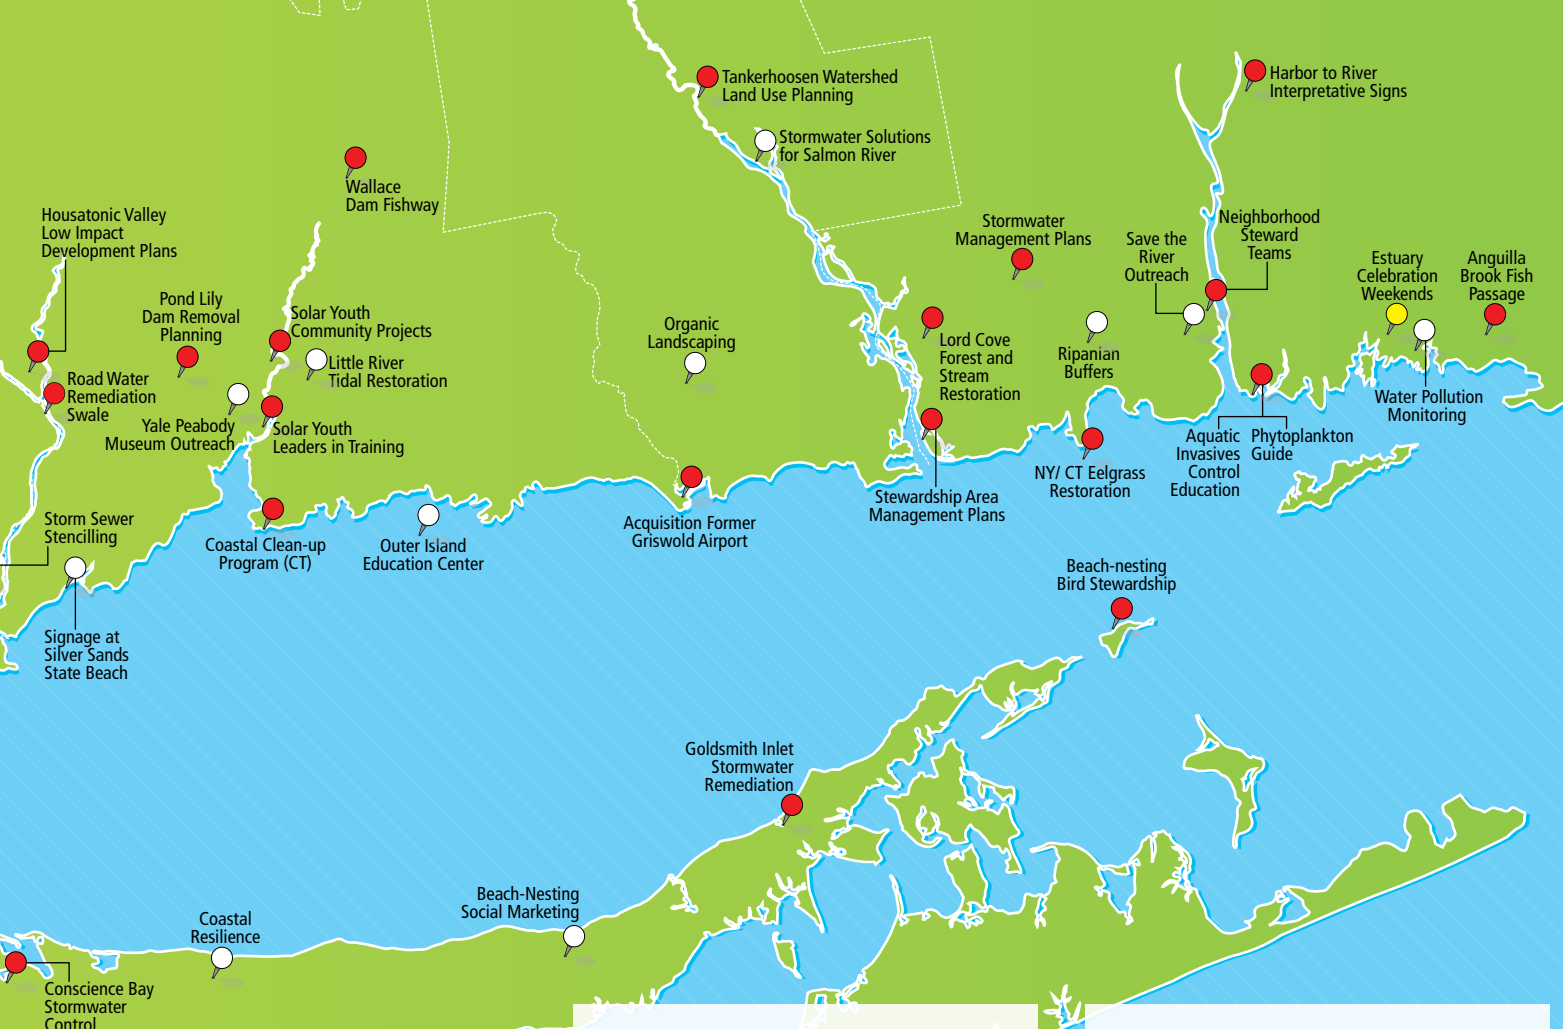 Tankerhoosen Watershed
Land Use Planning
Harbor to River
Interpretative Signs
Stormwater Solutions
for Salmon River
Wallace
Dam Fishway
Housatonic Valley
Low Impact
Development Plans
Stormwater
Management Plans
Save the
River
Outreach
Neighborhood
Steward
Teams
Estuary
Celebration
Weekends
Anguilla
Brook Fish
Passage
Pond Lily
Dam Removal
Planning
Solar Youth
Community Projects
Organic
Landscaping
Lord Cove
Forest and
Stream
Restoration
Ripanian
Buffers
Little River
Tidal Restoration
Road Water
Remediation
Swale
Yale Peabody
Museum Outreach
Solar Youth
Leaders in Training
Water Pollution
Monitoring
Aquatic
Invasives
Control
Education
Phytoplankton
Guide
NY/ CT Eelgrass
Restoration
Stewardship Area
Management Plans
Storm Sewer
Stencilling
Coastal Clean-up
Program (CT)
Outer Island
Education Center
Acquisition Former
Griswold Airport
Beach-nesting
Bird Stewardship
Signage at
Silver Sands
State Beach
Goldsmith Inlet
Stormwater
Remediation
Beach-Nesting
Social Marketing
Coastal
Resilience
Conscience Bay
Stormwater
Control